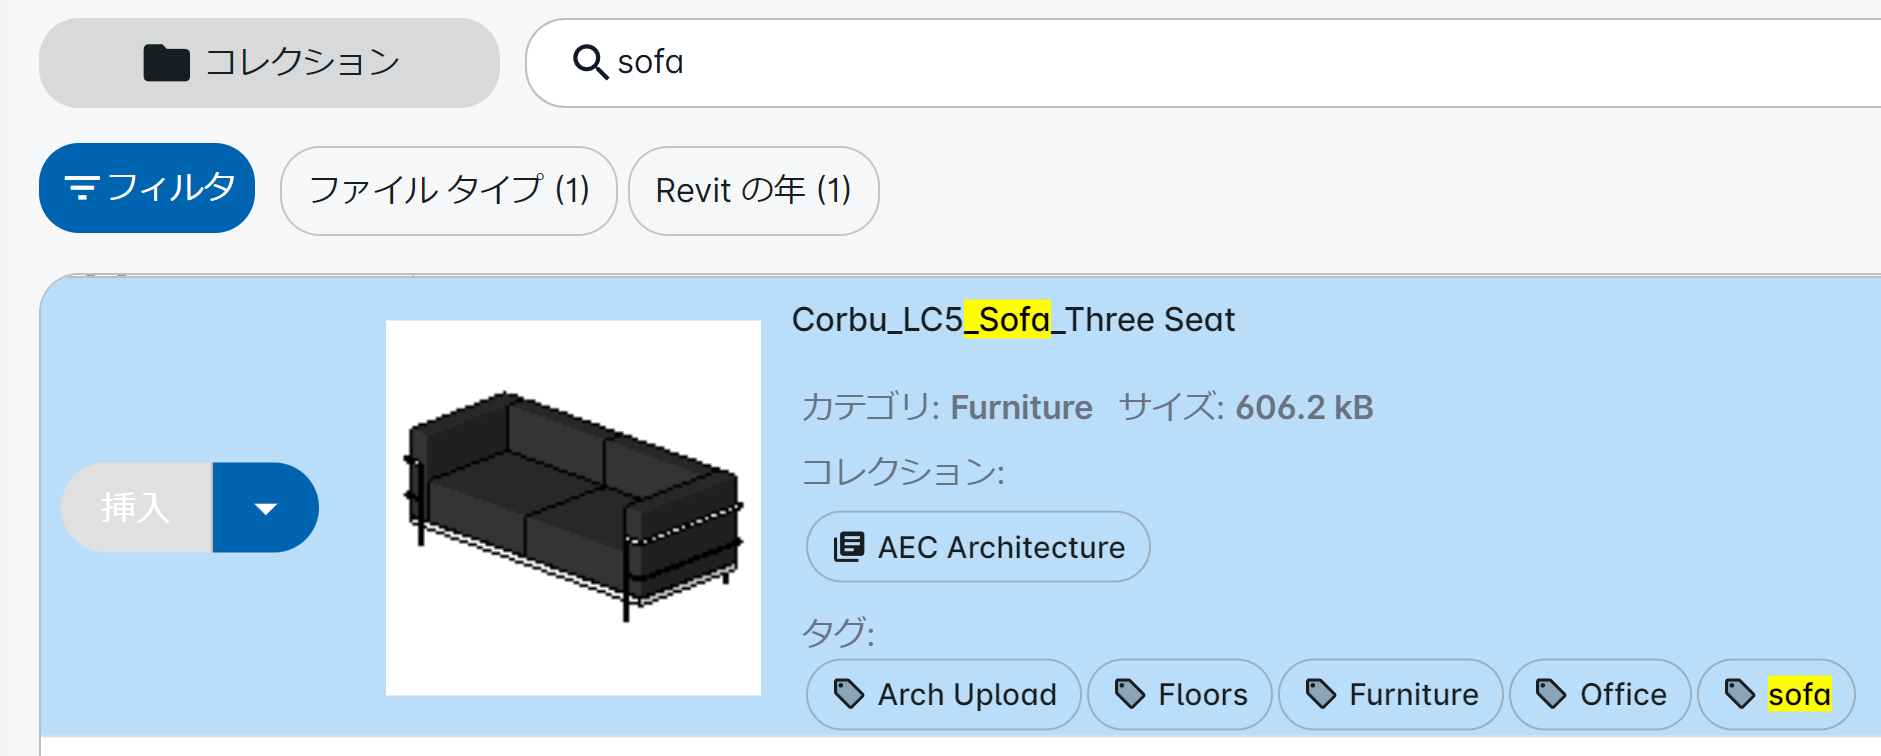 コレクション sofa
フィルタ ファイル タイプ (1) Revit の年 (1)
Corbu_LC5_Sofa_Three Seat
カテゴリ: Furniture サイズ: 606.2 kB
コレクション:
挿入
AEC Architecture
タグ:
Arch Upload Floors Furniture Office sofa